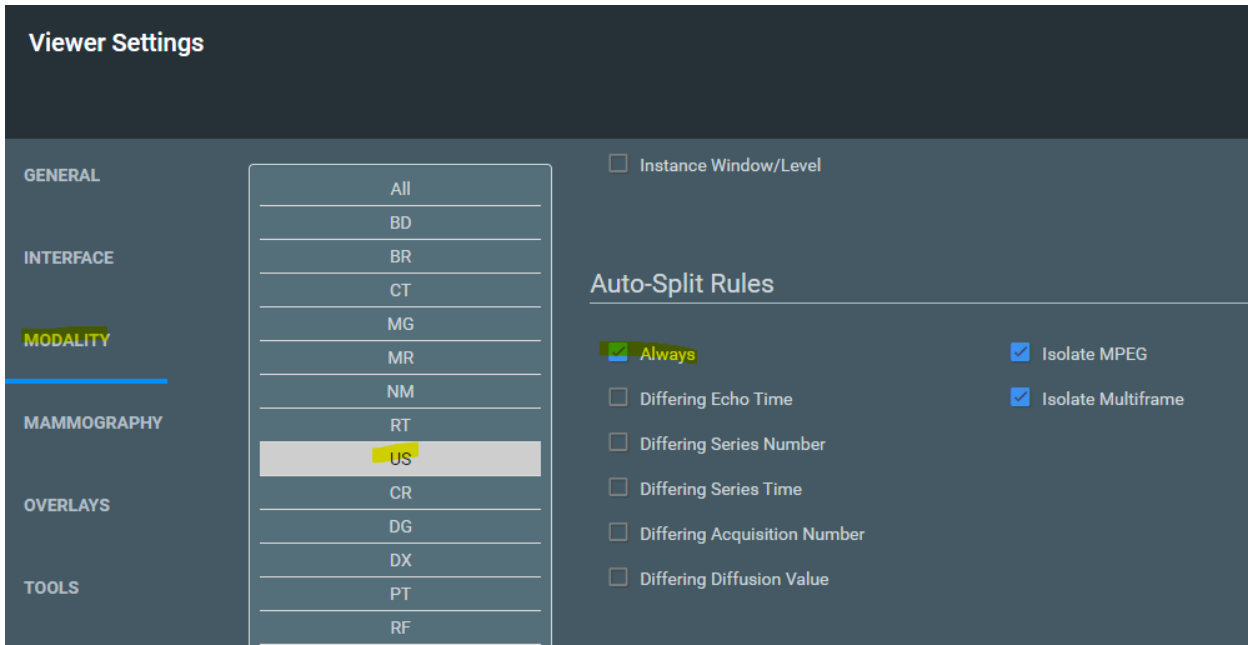 Viewer Settings
GENERAL
INTERFACE
MODALITY
MAMMOGRAPHY
OVERLAYS
TOOLS
All
BD
BR
CT
MG
MR
NM
RT
US
CR
DG
DX
PT
RF
Instance Window/Level
Auto-Split Rules
Always
Differing Echo Time
Differing Series Number
Differing Series Time
Differing Acquisition Number
Differing Diffusion Value
Isolate MPEG
Isolate Multiframe